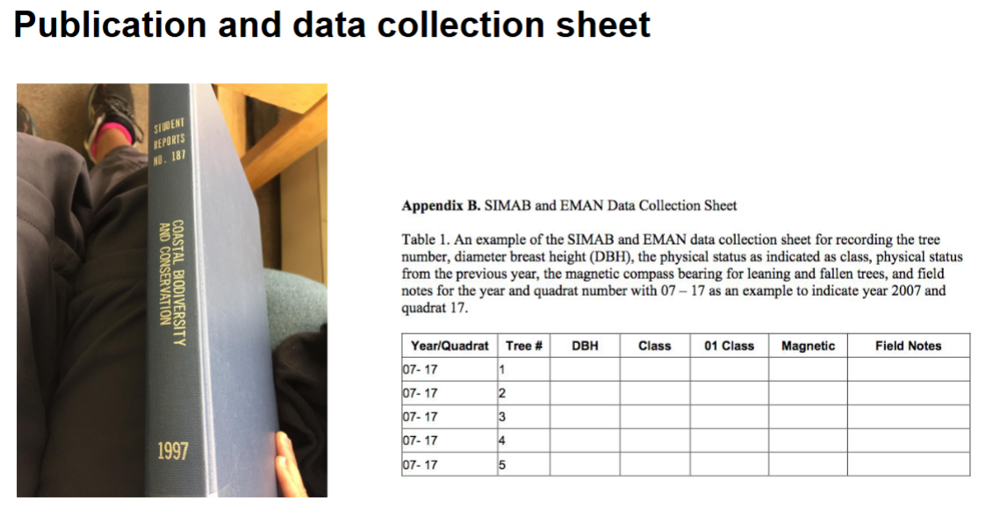 Publication and data collection sheet
STUDENT
REPORTS
NO. 187
COASTAL BIODIVERSITY
AND CONSERVATION
1997
Appendix B. SIMAB and EMAN Data Collection Sheet
Table 1. An example of the SIMAB and EMAN data collection sheet for recording the tree
number, diameter breast height (DBH), the physical status as indicated as class, physical status
from the previous year, the magnetic compass bearing for leaning and fallen trees, and field
notes for the year and quadrat number with 07 – 17 as an example to indicate year 2007 and
quadrat 17.
Year/Quadrat Tree # DBH Class 01 Class Magnetic Field Notes
07- 17 1
07- 17 2
07- 17 3
07- 17 4
07- 17 5